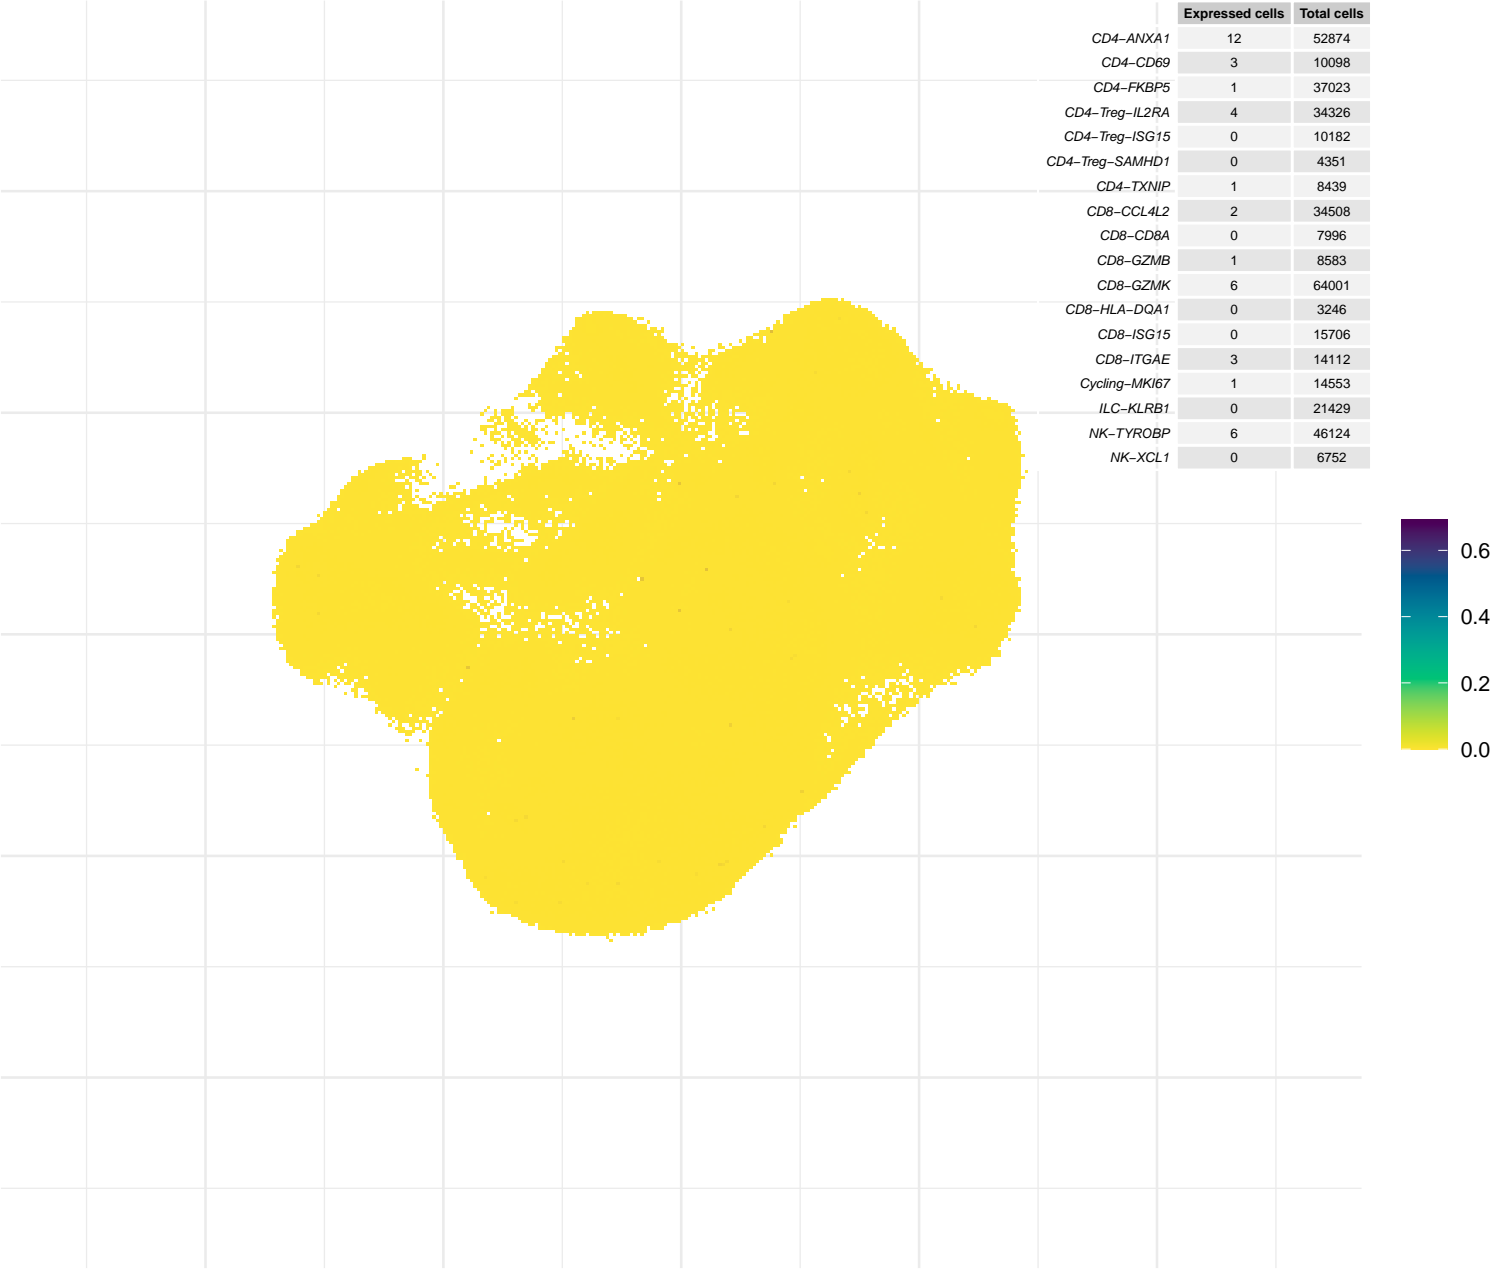 Expressed cells Total cells
CD4−ANXA1 12 52874
CD4−CD69 3 10098
CD4−FKBP5 1 37023
CD4−Treg−IL2RA 4 34326
CD4−Treg−ISG15 0 10182
CD4−Treg−SAMHD1 0 4351
CD4−TXNIP 1 8439
CD8−CCL4L2 2 34508
CD8−CD8A 0 7996
CD8−GZMB 1 8583
CD8−GZMK 6 64001
CD8−HLA−DQA1 0 3246
CD8−ISG15 0 15706
CD8−ITGAE 3 14112
Cycling−MKI67 1 14553
ILC−KLRB1 0 21429
NK−TYROBP 6 46124
NK−XCL1 0 6752
0.6
0.4
0.2
0.0